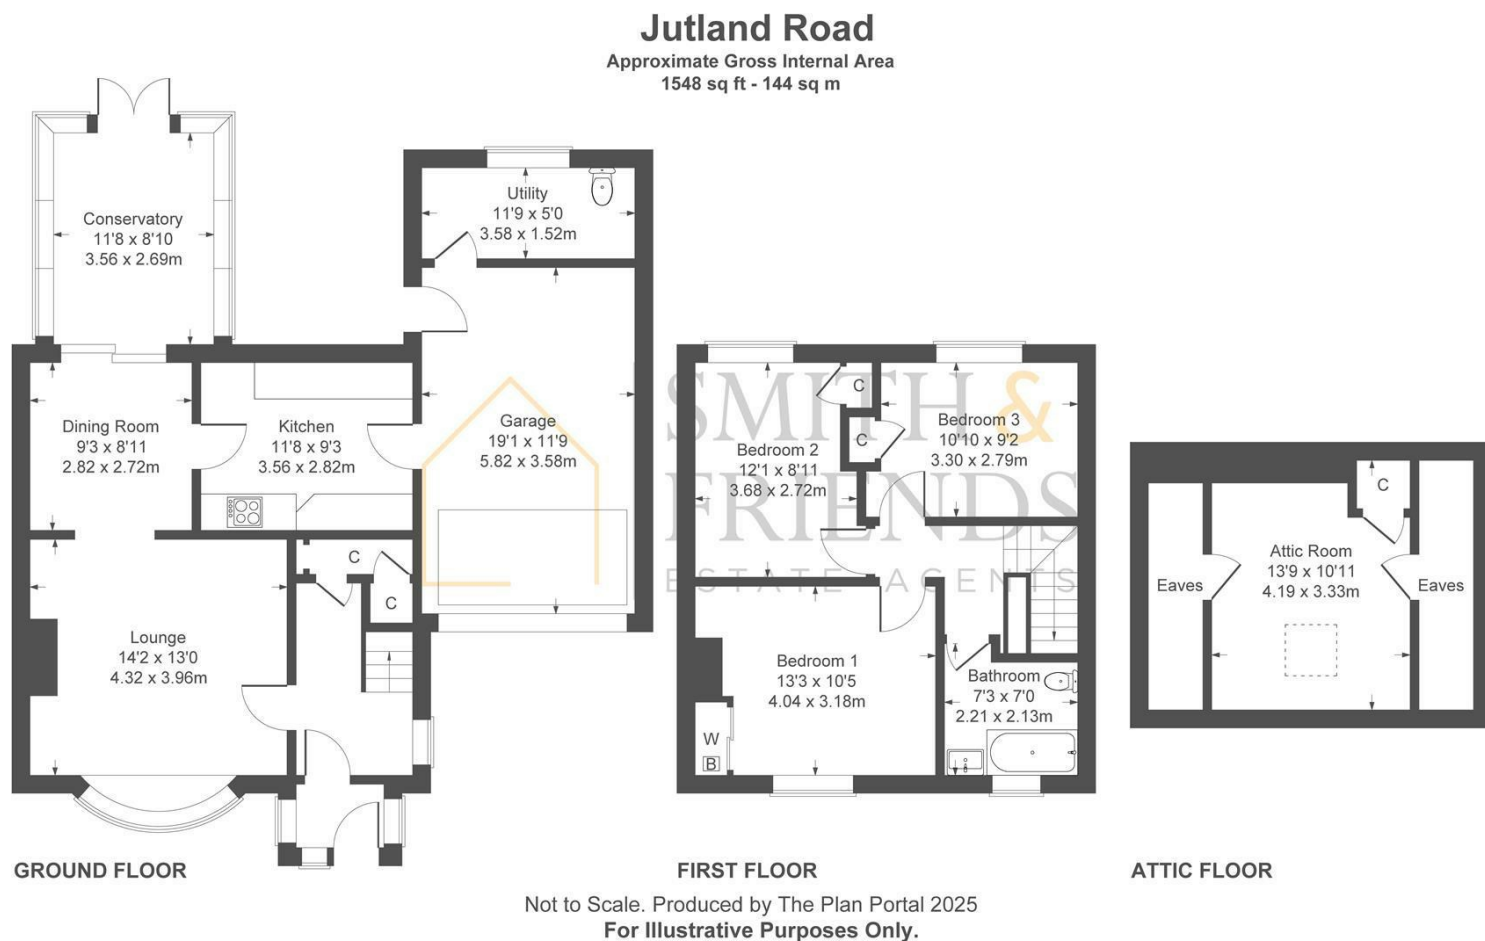 Jutland Road
Approximate Gross Internal Area
1548 sq ft - 144 sq m
Conservatory
11'8 x 8'10
3.56 x 2.69m
Utility
11'9 x 5'0
3.58 x 1.52m
Dining Room
9'3 x 8'11
2.82 x 2.72m
Kitchen
11'8 x 9'3
3.56 x 2.82m
Garage
19'1 x 11'9
5.82 x 3.58m
C
C
Lounge
14'2 x 13'0
4.32 x 3.96m
GROUND FLOOR
SMITH &
FRIENDS
ESTATE AGENTS
C
C
Bedroom 2
12'1 x 8'11
3.68 x 2.72m
Bedroom 3
10'10 x 9'2
3.30 x 2.79m
Bedroom 1
13'3 x 10'5
4.04 x 3.18m
W
B
Bathroom
7'3 x 7'0
2.21 x 2.13m
FIRST FLOOR
C
Eaves
Attic Room
13'9 x 10'11
4.19 x 3.33m
Eaves
ATTIC FLOOR
Not to Scale. Produced by The Plan Portal 2025
For Illustrative Purposes Only.